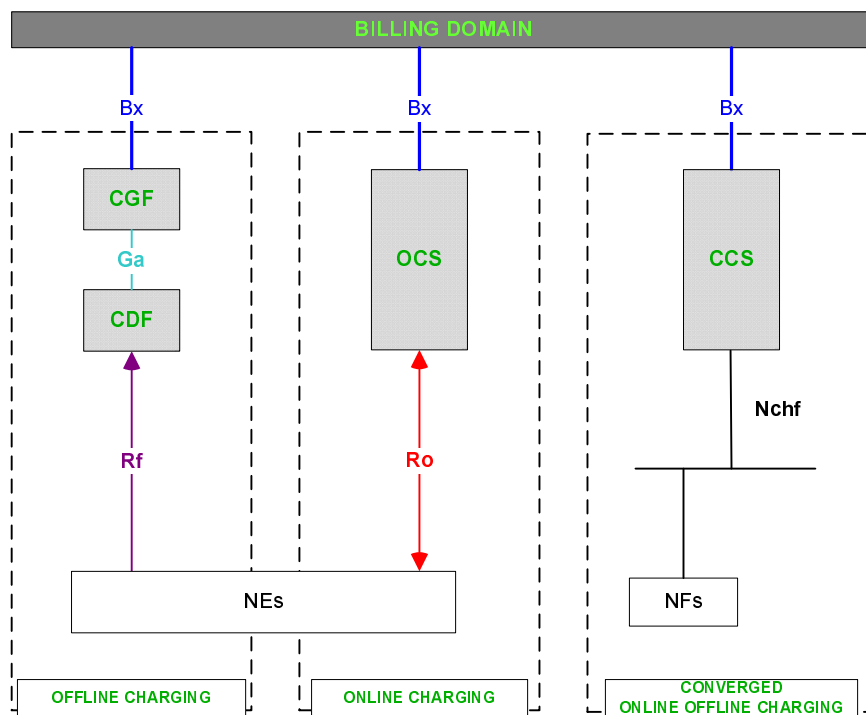 BILLING DOMAIN
Bx
Bx
Bx
CGF
Ga
CDF
OCS
CCS
Nchf
Rf
Ro
NEs
NFs
OFFLINE CHARGING
ONLINE CHARGING
CONVERGED
ONLINE OFFLINE CHARGING